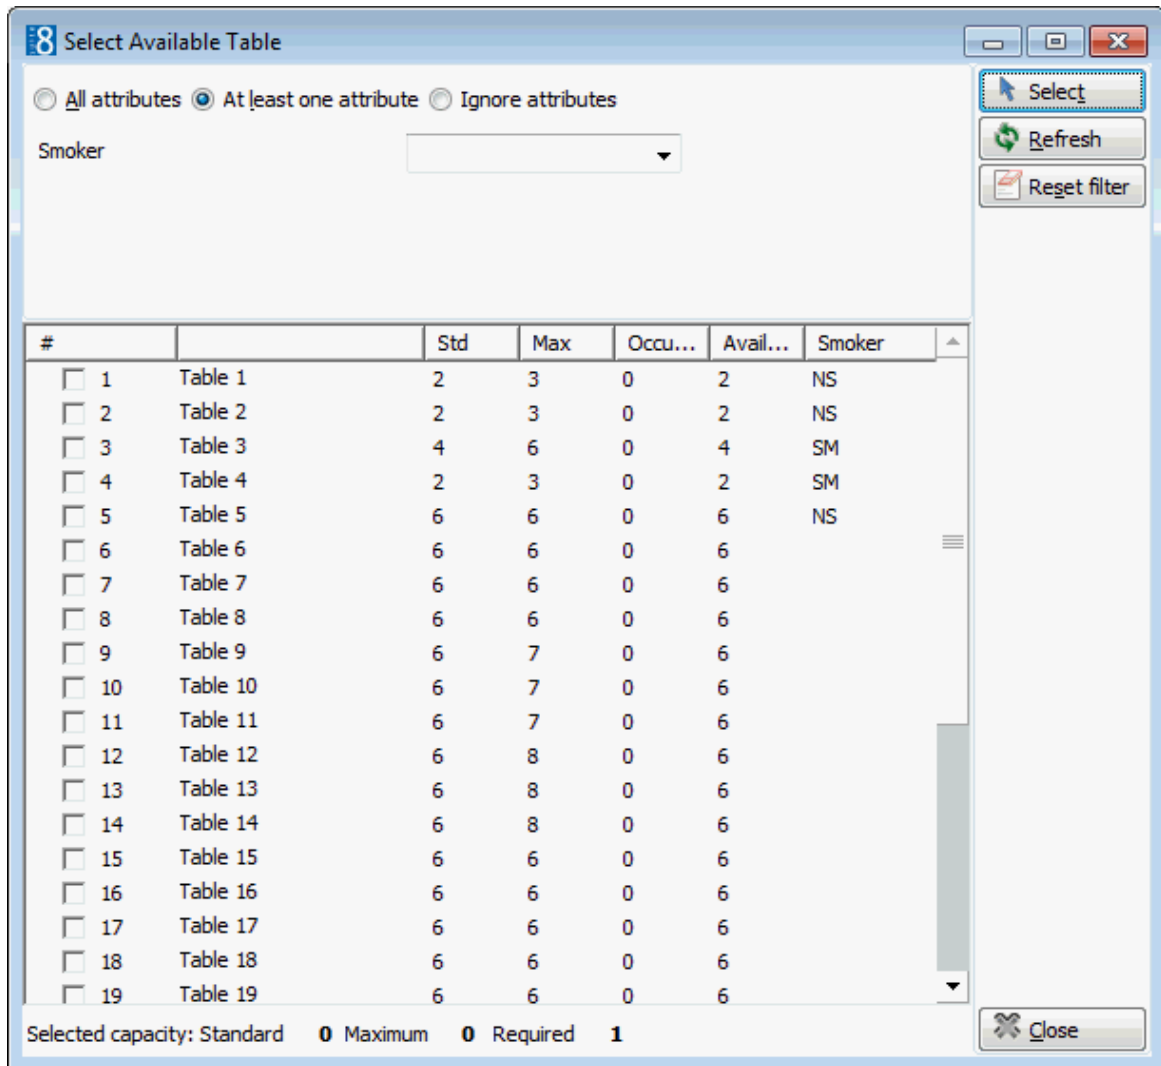 8 Select Available Table
All attributes At least one attribute Ignore attributes
Select
Smoker
Refresh
Reset filter
# Std Max Occu... Avail... Smoker
1 Table 1 2 3 0 2 NS
2 Table 2 2 3 0 2 NS
3 Table 3 4 6 0 4 SM
4 Table 4 2 3 0 2 SM
5 Table 5 6 6 0 6 NS
6 Table 6 6 6 0 6
7 Table 7 6 6 0 6
8 Table 8 6 6 0 6
9 Table 9 6 7 0 6
10 Table 10 6 7 0 6
11 Table 11 6 7 0 6
12 Table 12 6 8 0 6
13 Table 13 6 8 0 6
14 Table 14 6 8 0 6
15 Table 15 6 6 0 6
16 Table 16 6 6 0 6
17 Table 17 6 6 0 6
18 Table 18 6 6 0 6
19 Table 19 6 6 0 6
Selected capacity: Standard 0 Maximum 0 Required 1
Close